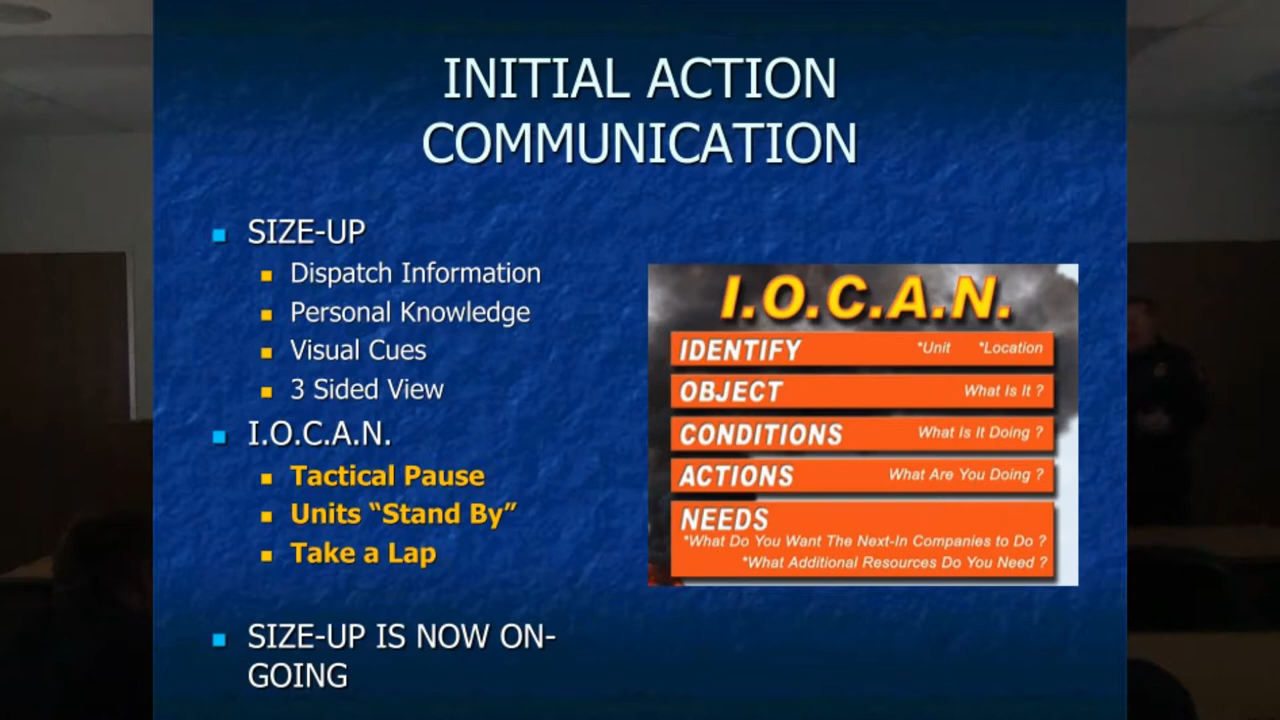 INITIAL ACTION
COMMUNICATION
SIZE-UP
Dispatch Information
Personal Knowledge
Visual Cues
3 Sided View
I.O.C.A.N.
Tactical Pause
Units “Stand By”
Take a Lap
SIZE-UP IS NOW ON-
GOING
I.O.C.A.N.
IDENTIFY *Unit *Location
OBJECT What Is It ?
CONDITIONS What Is It Doing ?
ACTIONS What Are You Doing ?
NEEDS
*What Do You Want The Next-In Companies to Do ?
*What Additional Resources Do You Need ?